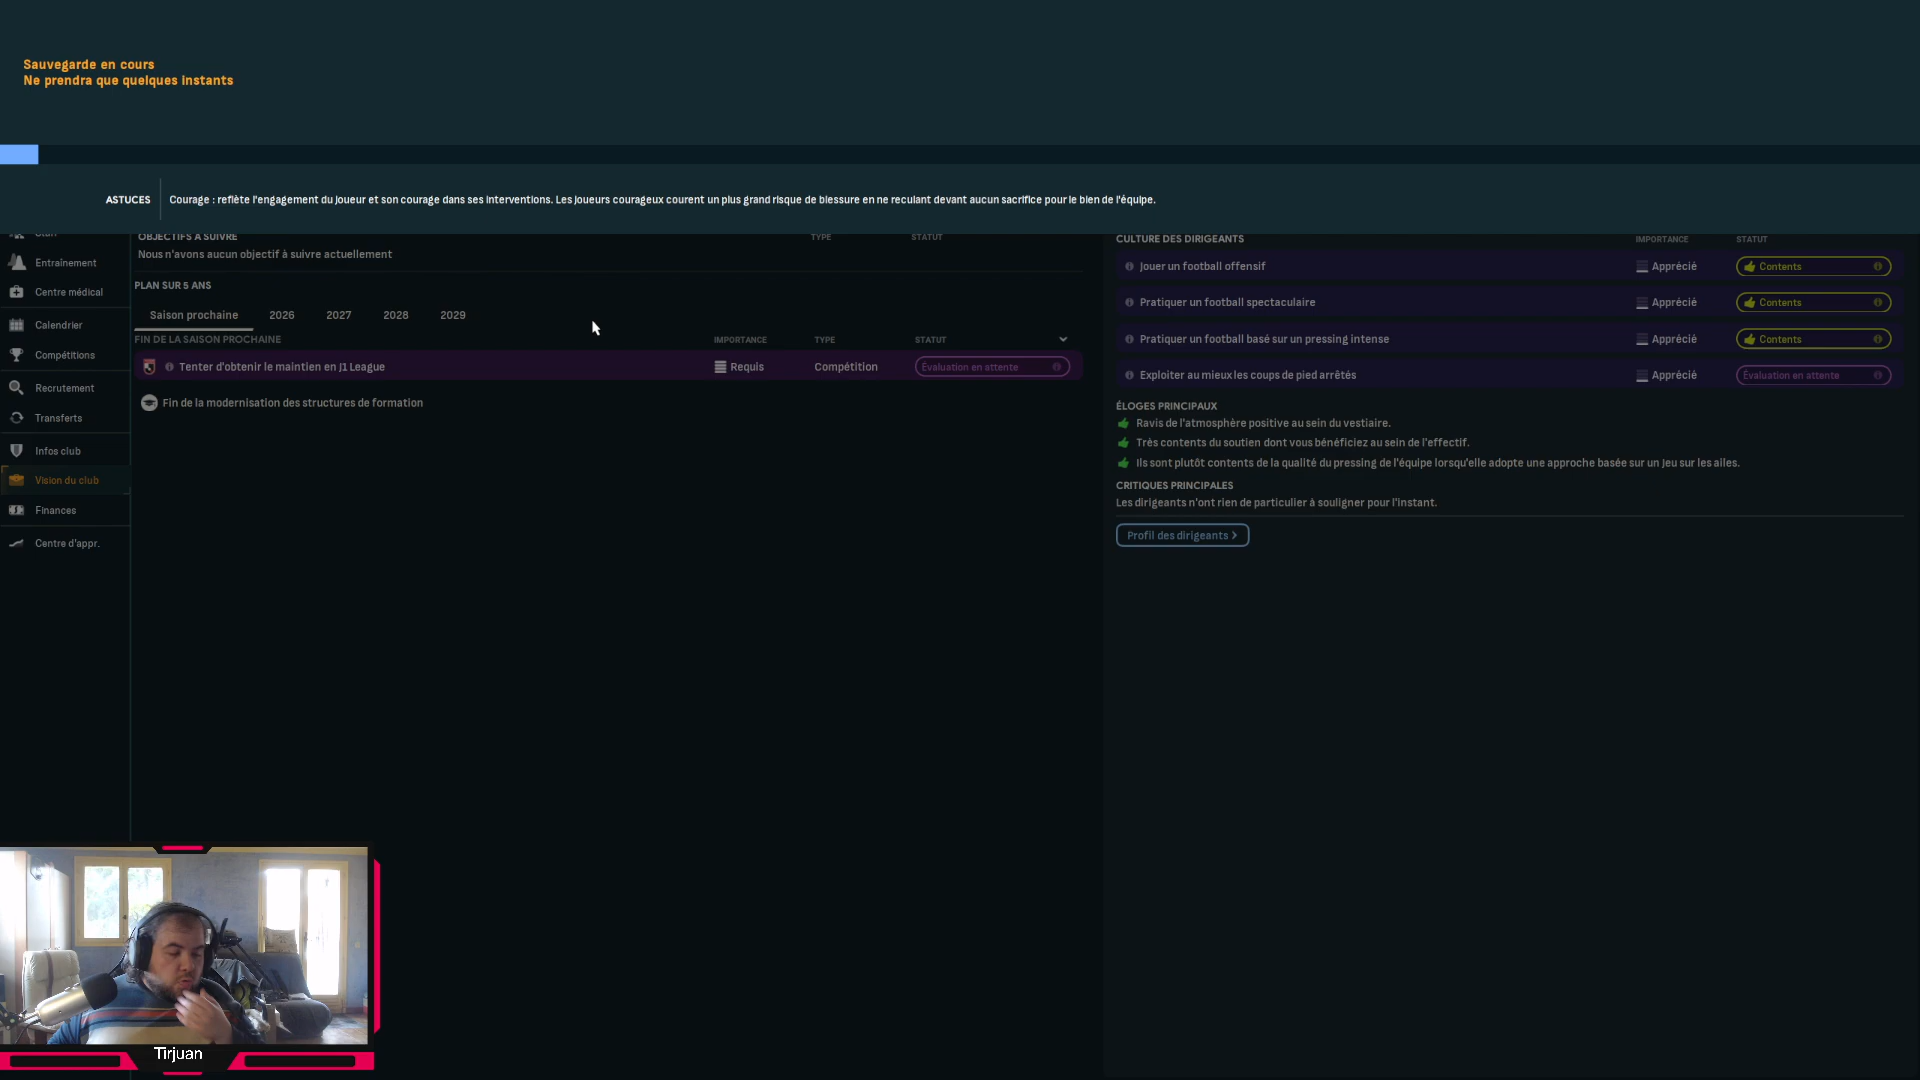 Sauvegarde en cours
Ne prendra que quelques instants
ASTUCES
Courage : reflète l'engagement du joueur et son courage dans ses interventions. Les joueurs courageux courent un plus grand risque de blessure en ne reculant devant aucun sacrifice pour le bien de l'équipe.
Entraînement
Centre médical
Calendrier
Compétitions
Recrutement
Transferts
Infos club
Vision du club
Finances
Centre d'appr.
OBJECTIFS À SUIVRE
TYPE
STATUT
Nous n'avons aucun objectif à suivre actuellement
PLAN SUR 5 ANS
Saison prochaine
2026
2027
2028
2029
FIN DE LA SAISON PROCHAINE
IMPORTANCE
TYPE
STATUT
Tenter d'obtenir le maintien en J1 League
Requis
Compétition
Évaluation en attente
Fin de la modernisation des structures de formation
CULTURE DES DIRIGEANTS
IMPORTANCE
STATUT
Jouer un football offensif
Apprécié
Contents
Pratiquer un football spectaculaire
Apprécié
Contents
Pratiquer un football basé sur un pressing intense
Apprécié
Contents
Exploiter au mieux les coups de pied arrêtés
Apprécié
Évaluation en attente
ÉLOGES PRINCIPAUX
Ravis de l'atmosphère positive au sein du vestiaire.
Très contents du soutien dont vous bénéficiez au sein de l'effectif.
Ils sont plutôt contents de la qualité du pressing de l'équipe lorsqu'elle adopte une approche basée sur un jeu sur les ailes.
CRITIQUES PRINCIPALES
Les dirigeants n'ont rien de particulier à souligner pour l'instant.
Profil des dirigeants
Tirjuan